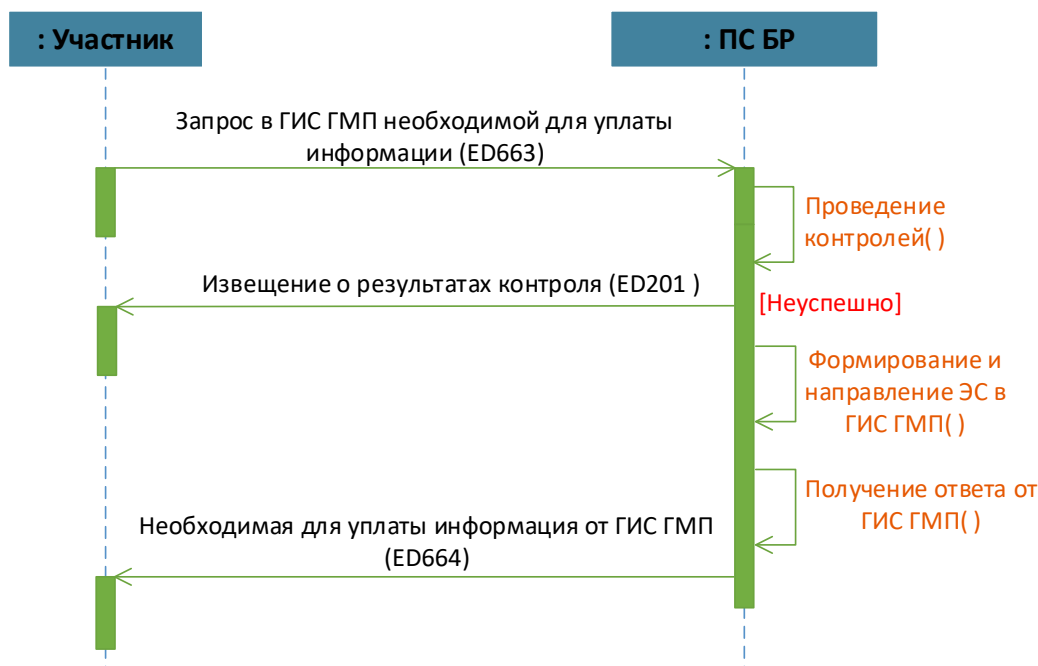 : Участник
: ПС БР
Запрос в ГИС ГМП необходимой для уплаты
информации (ED663)
Проведение
контролей( )
Извещение о результатах контроля (ED201 )
[Неуспешно]
Формирование и
направление ЭС в
ГИС ГМП( )
Получение ответа от
ГИС ГМП( )
Необходимая для уплаты информация от ГИС ГМП
(ED664)